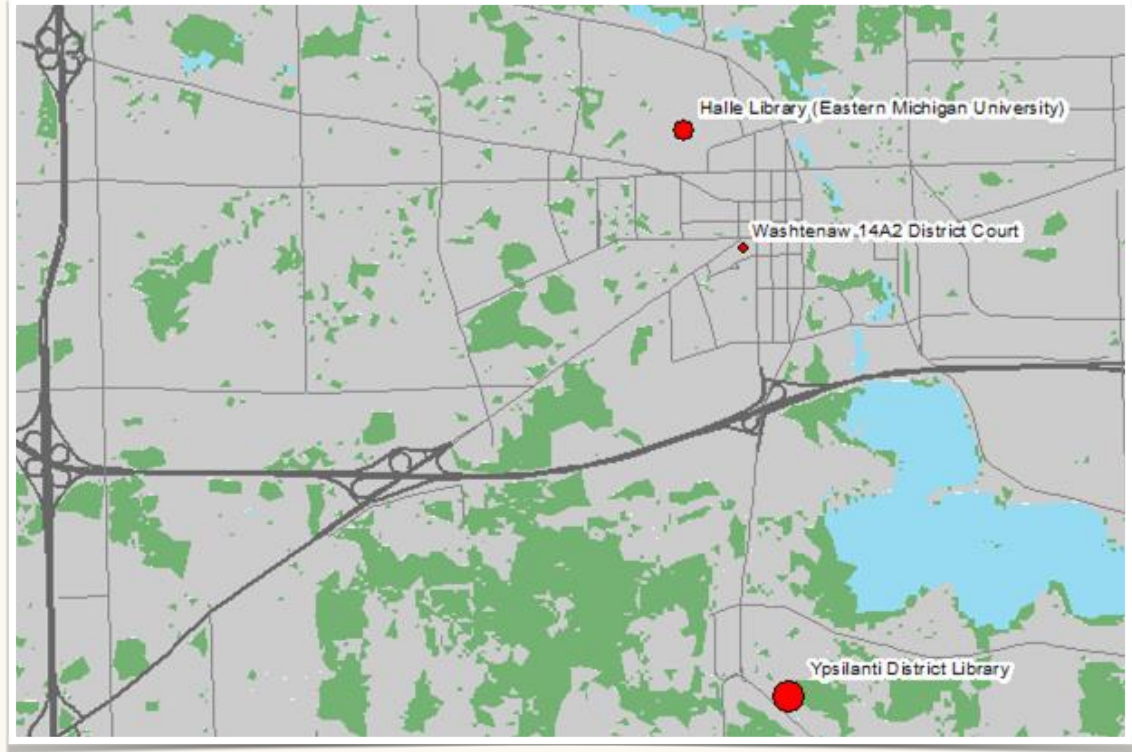 Halle Library (Eastern Michigan University)
Washtenaw 14A2 District Court
Ypsilanti District Library